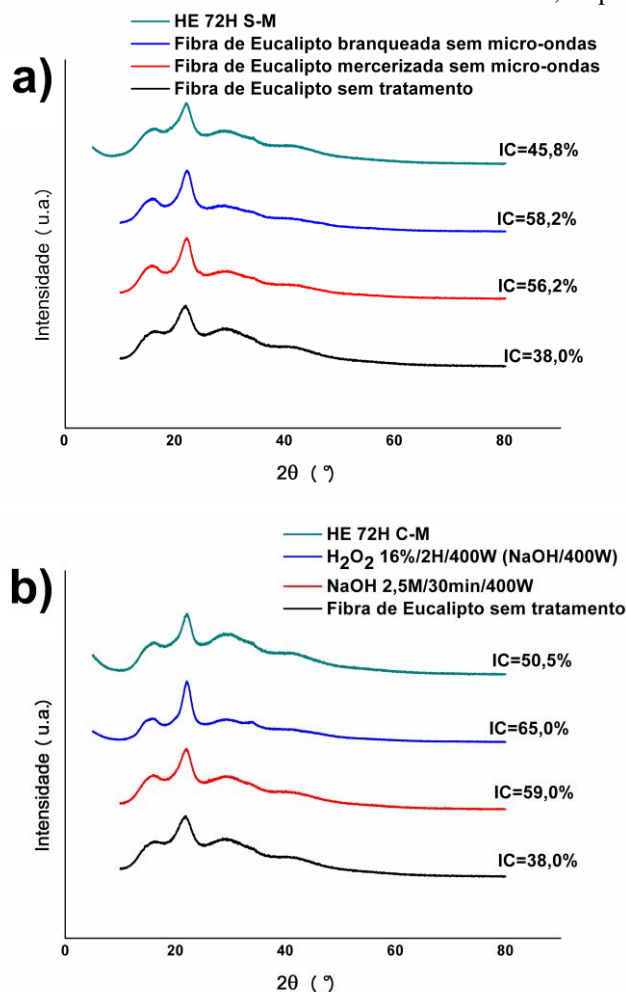 HE 72H S-M
Fibra de Eucalipto branqueada sem micro-ondas
Fibra de Eucalipto mercerizada sem micro-ondas
Fibra de Eucalipto sem tratamento
a)
IC=45,8%
IC=58,2%
IC=56,2%
IC=38,0%
Intensidade ( u.a.)
0 20 40 60 80
2θ ( °)
HE 72H C-M
H2O2 16%/2H/400W (NaOH/400W)
NaOH 2,5M/30min/400W
Fibra de Eucalipto sem tratamento
b)
IC=50,5%
IC=65,0%
IC=59,0%
IC=38,0%
Intensidade ( u.a.)
0 20 40 60 80
2θ ( °)